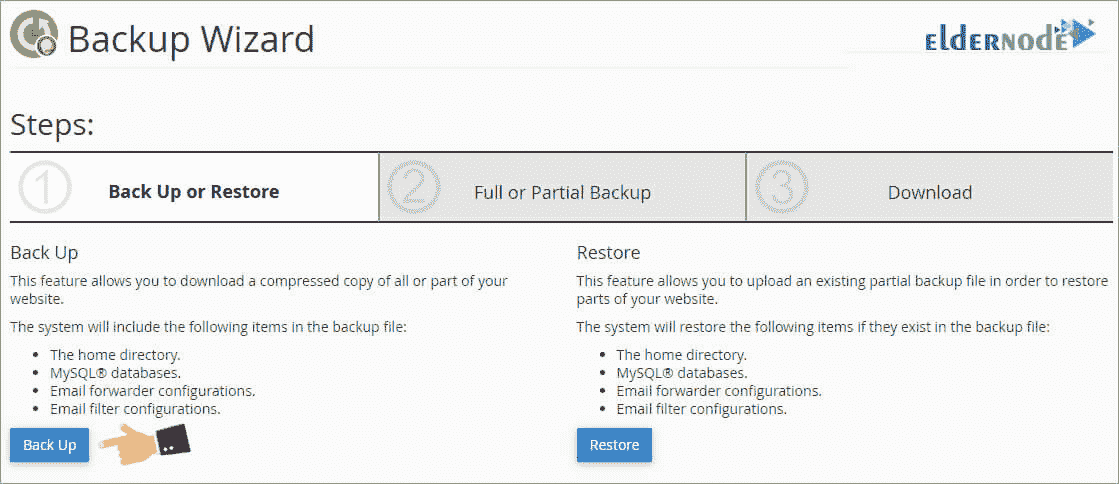 Backup Wizard
ELDERNODE
Steps:
1 Back Up or Restore
2 Full or Partial Backup
3 Download
Back Up
This feature allows you to download a compressed copy of all or part of your
website.
The system will include the following items in the backup file:
• The home directory.
• MySQL® databases.
• Email forwarder configurations.
• Email filter configurations.
Back Up
Restore
This feature allows you to upload an existing partial backup file in order to restore
parts of your website.
The system will restore the following items if they exist in the backup file:
• The home directory.
• MySQL® databases.
• Email forwarder configurations.
• Email filter configurations.
Restore